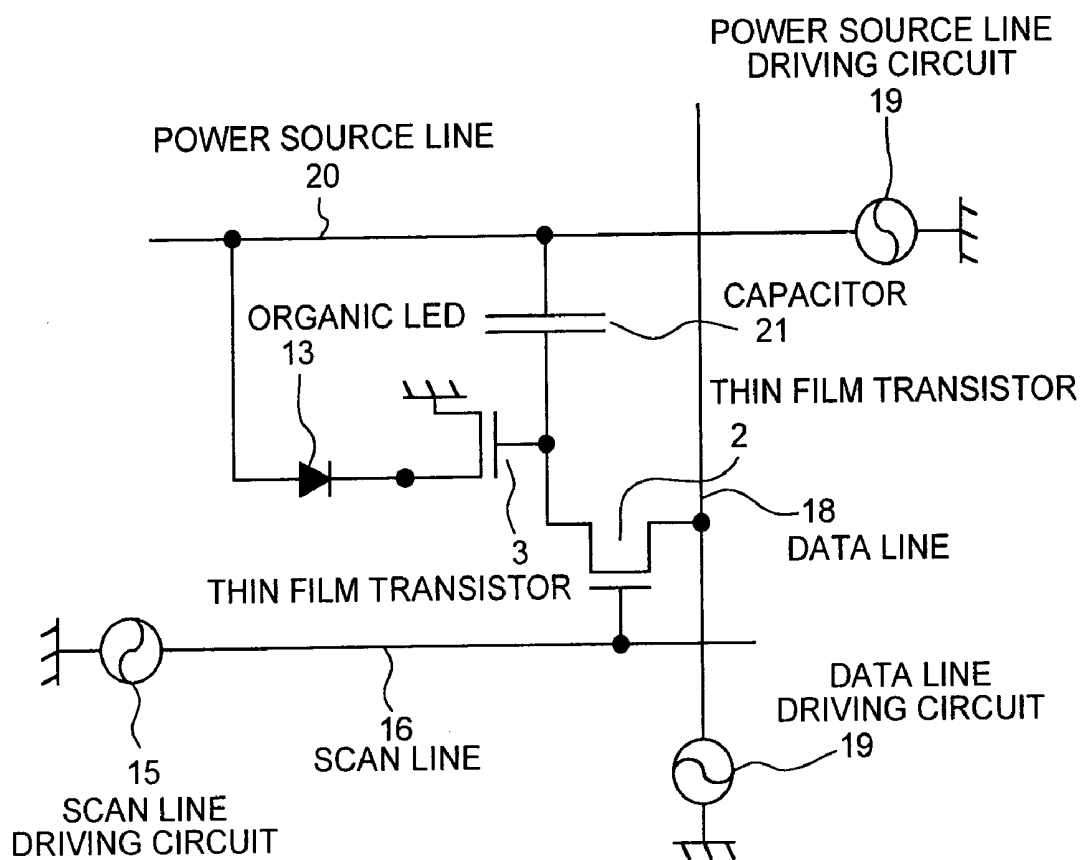 POWER SOURCE LINE
DRIVING CIRCUIT
19
POWER SOURCE LINE
20
CAPACITOR
21
ORGANIC LED
13
THIN FILM TRANSISTOR
2
18
DATA LINE
3
THIN FILM TRANSISTOR
DATA LINE
DRIVING CIRCUIT
19
16
SCAN LINE
15
SCAN LINE
DRIVING CIRCUIT